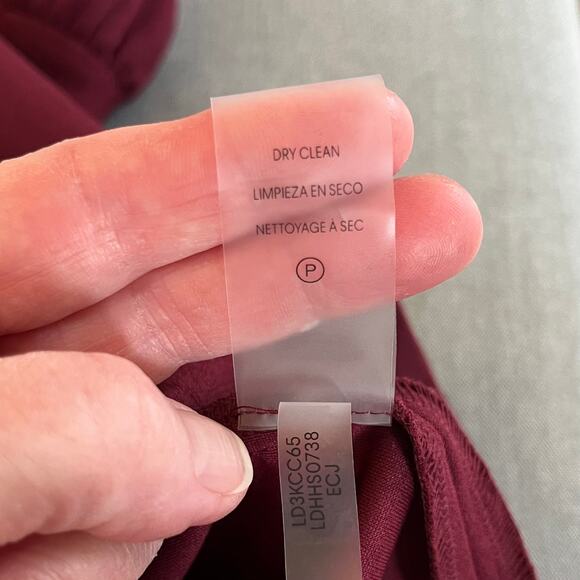 DRY CLEAN
LIMPIEZA EN SECO
NETTOYAGE À SEC
P
LD3KCC65
LDHHS0738
ECJ